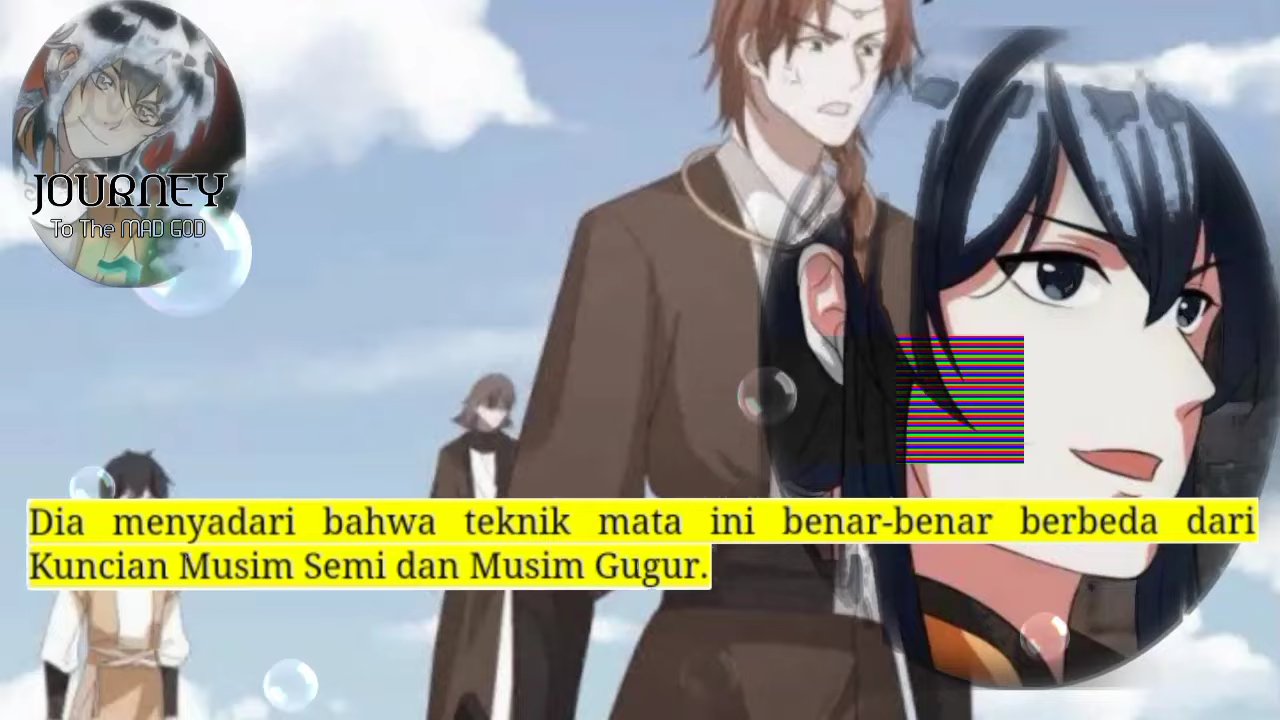 JOURNEY
To The MAD GOD
Dia menyadari bahwa teknik mata ini benar-benar berbeda dari
Kuncian Musim Semi dan Musim Gugur.